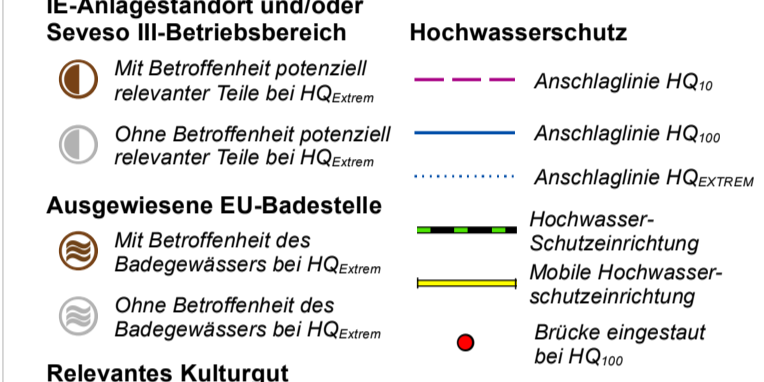 IE-Anlagestandort und/oder
Seveso III-Betriebsbereich
Mit Betroffenheit potenziell
relevanter Teile bei HQExtrem
Ohne Betroffenheit potenziell
relevanter Teile bei HQExtrem
Ausgewiesene EU-Badestelle
Mit Betroffenheit des
Badegewässers bei HQExtrem
Ohne Betroffenheit des
Badegewässers bei HQExtrem
Relevantes Kulturgut
Hochwasserschutz
Anschlaglinie HQ10
Anschlaglinie HQ100
Anschlaglinie HQEXTREM
Hochwasser-
Schutzeinrichtung
Mobile Hochwasser-
schutzeinrichtung
Brücke eingestaut
bei HQ100